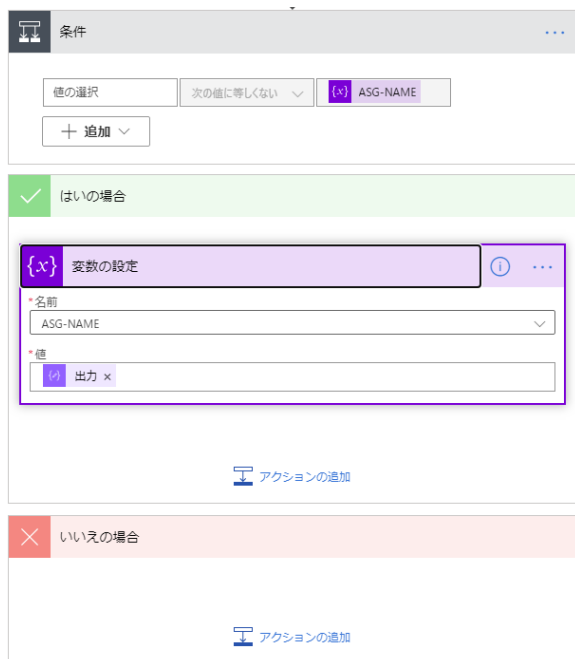 条件
値の選択 次の値に等しくない {x} ASG-NAME
追加
はいの場合
{x} 変数の設定
*名前
ASG-NAME
*値
出力 ×
アクションの追加
いいえの場合
アクションの追加